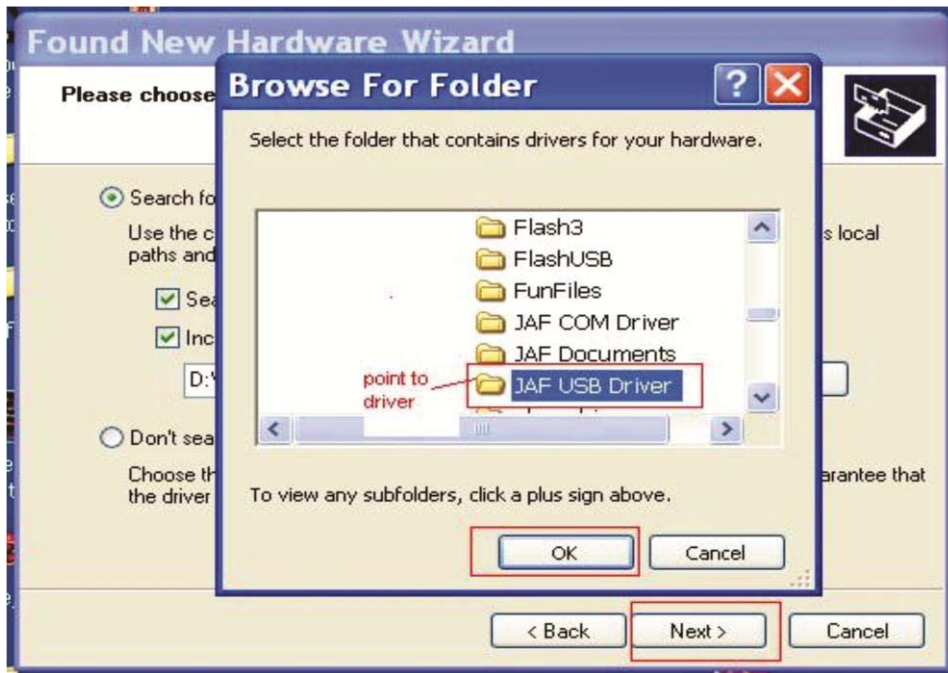 Found New Hardware Wizard
Please choose
Browse For Folder
Select the folder that contains drivers for your hardware.
Flash3
FlashUSB
FunFiles
JAF COM Driver
JAF Documents
JAF USB Driver
point to
driver
To view any subfolders, click a plus sign above.
OK
Cancel
Search fo
Use the c
s local
paths and
Sea
Inc
D:\
Don't sea
Choose th
arantee that
the driver
< Back
Next >
Cancel